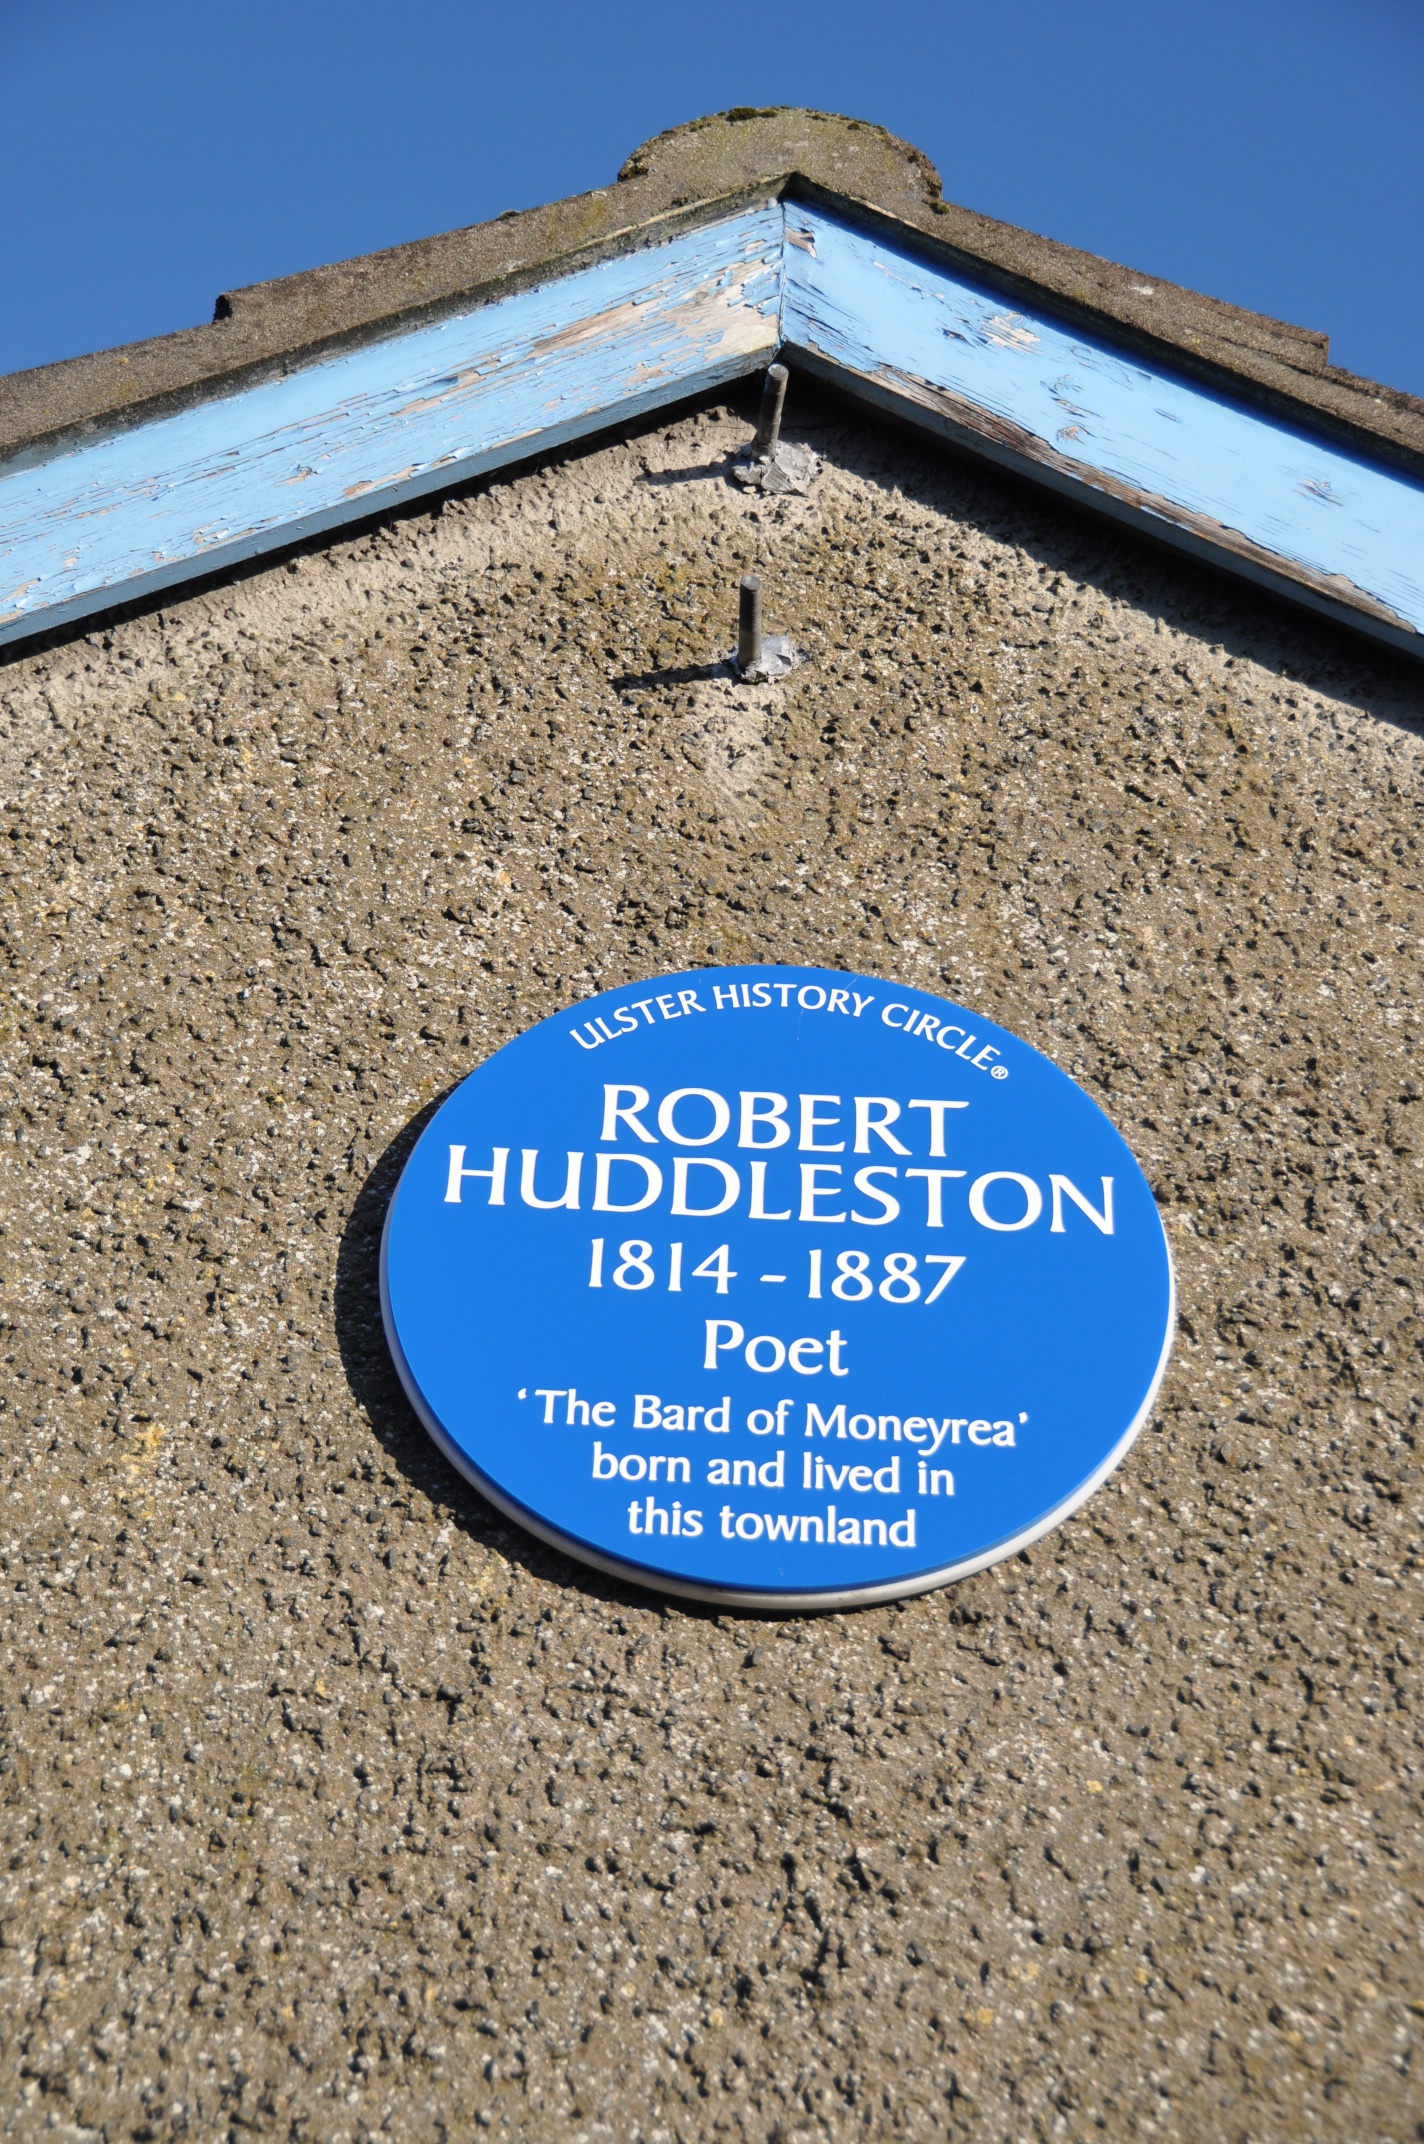 ULSTER HISTORY CIRCLE®
ROBERT
HUDDLESTON
1814 - 1887
Poet
‘The Bard of Moneyrea’
born and lived in
this townland